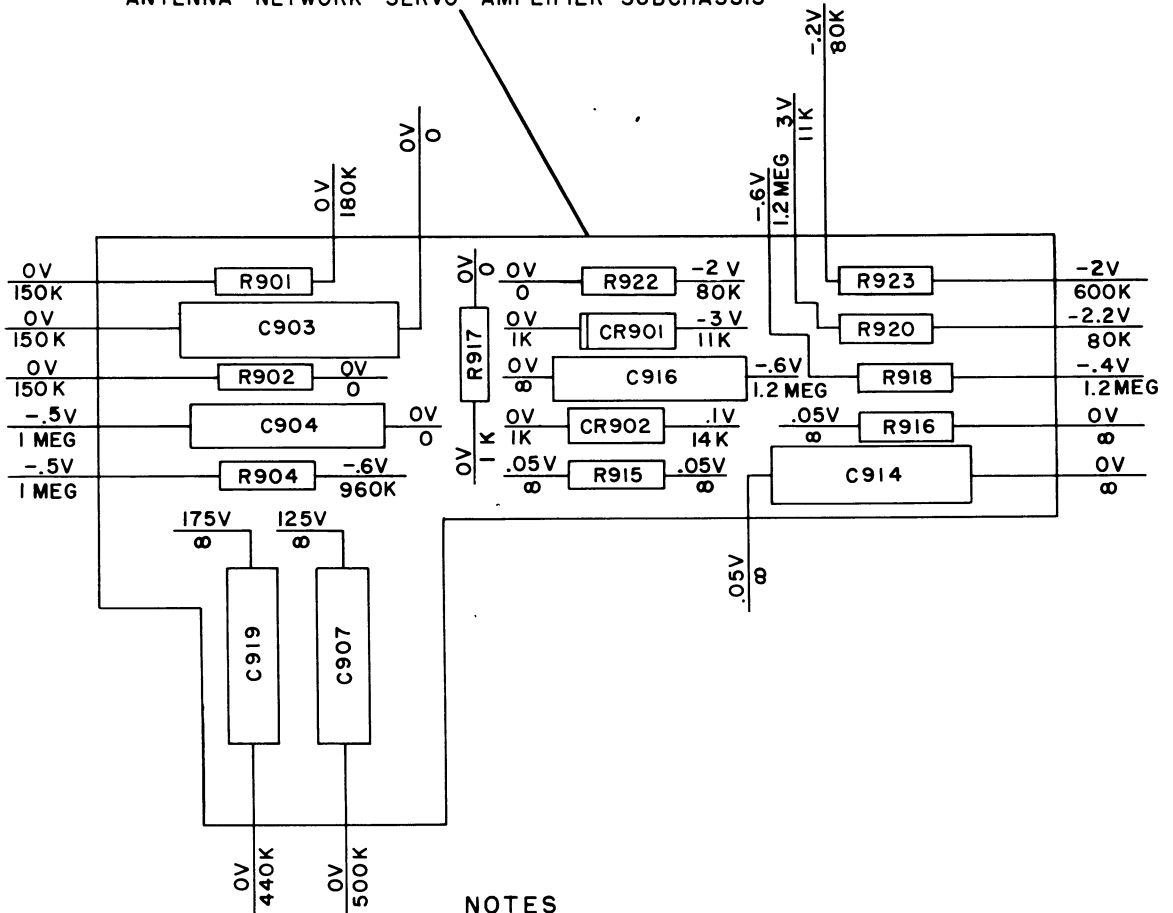 ANTENNA NETWORK SERVO AMPLIFIER SUBCHASSIS
-.2V
80K
3V
11K
-.6V
1.2 MEG
0V
0
0V
180K
0V
150K
R901
0V
150K
C903
0V
150K
R902
0V
0
-.5V
1 MEG
C904
0V
0
-.5V
1 MEG
R904
-.6V
960K
0V
0
R917
0V
1K
0V
0
R922
-2 V
80K
0V
1K
CR901
-3V
11K
0V
∞
C916
-.6V
1.2 MEG
0V
1K
CR902
.1V
14K
.05V
∞
R915
.05V
∞
R923
-2V
600K
R920
-2.2V
80K
R918
-.4V
1.2MEG
.05V
∞
R916
0V
∞
C914
0V
∞
.05V
∞
175V
∞
C919
0V
440K
125V
∞
C907
0V
500K
NOTES